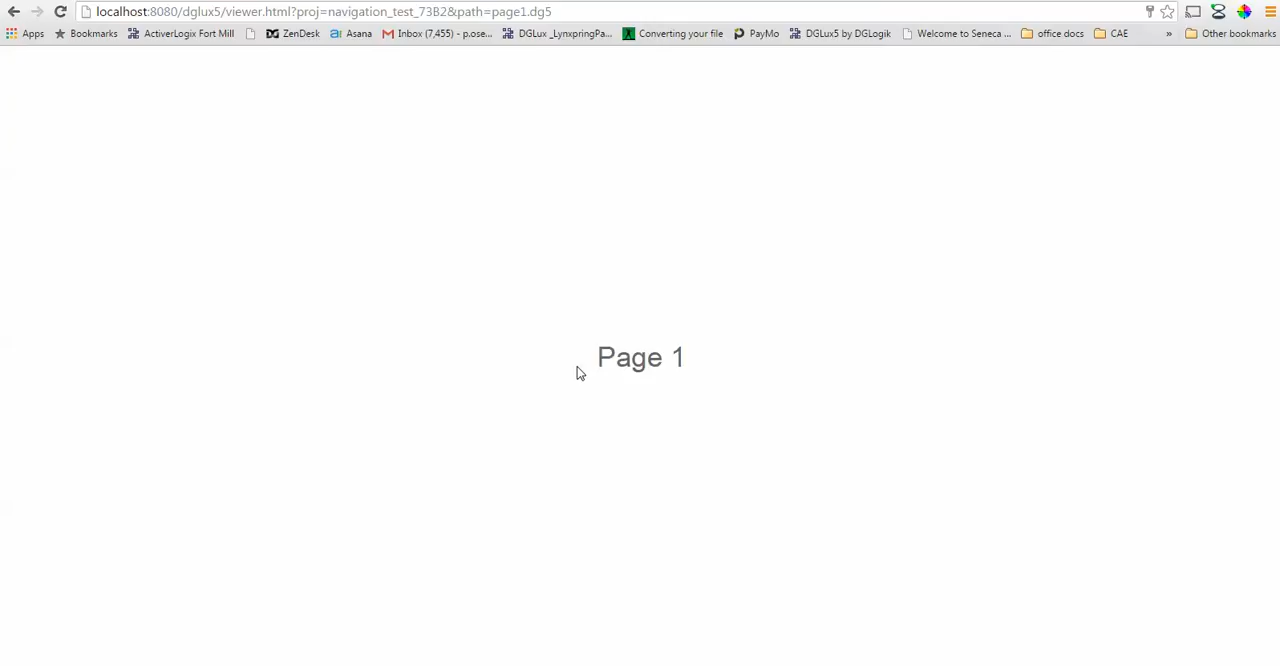 localhost:8080/dglux5/viewer.html?proj=navigation_test_73B2&path=page1.dg5
Apps Bookmarks ActiverLogix Fort Mill ZenDesk Asana Inbox (7,455) - p.ose... DGLux _LynxpringPa... Converting your file PayMo DGLux5 by DGLogik Welcome to Seneca ... office docs CAE » Other bookmarks
Page 1